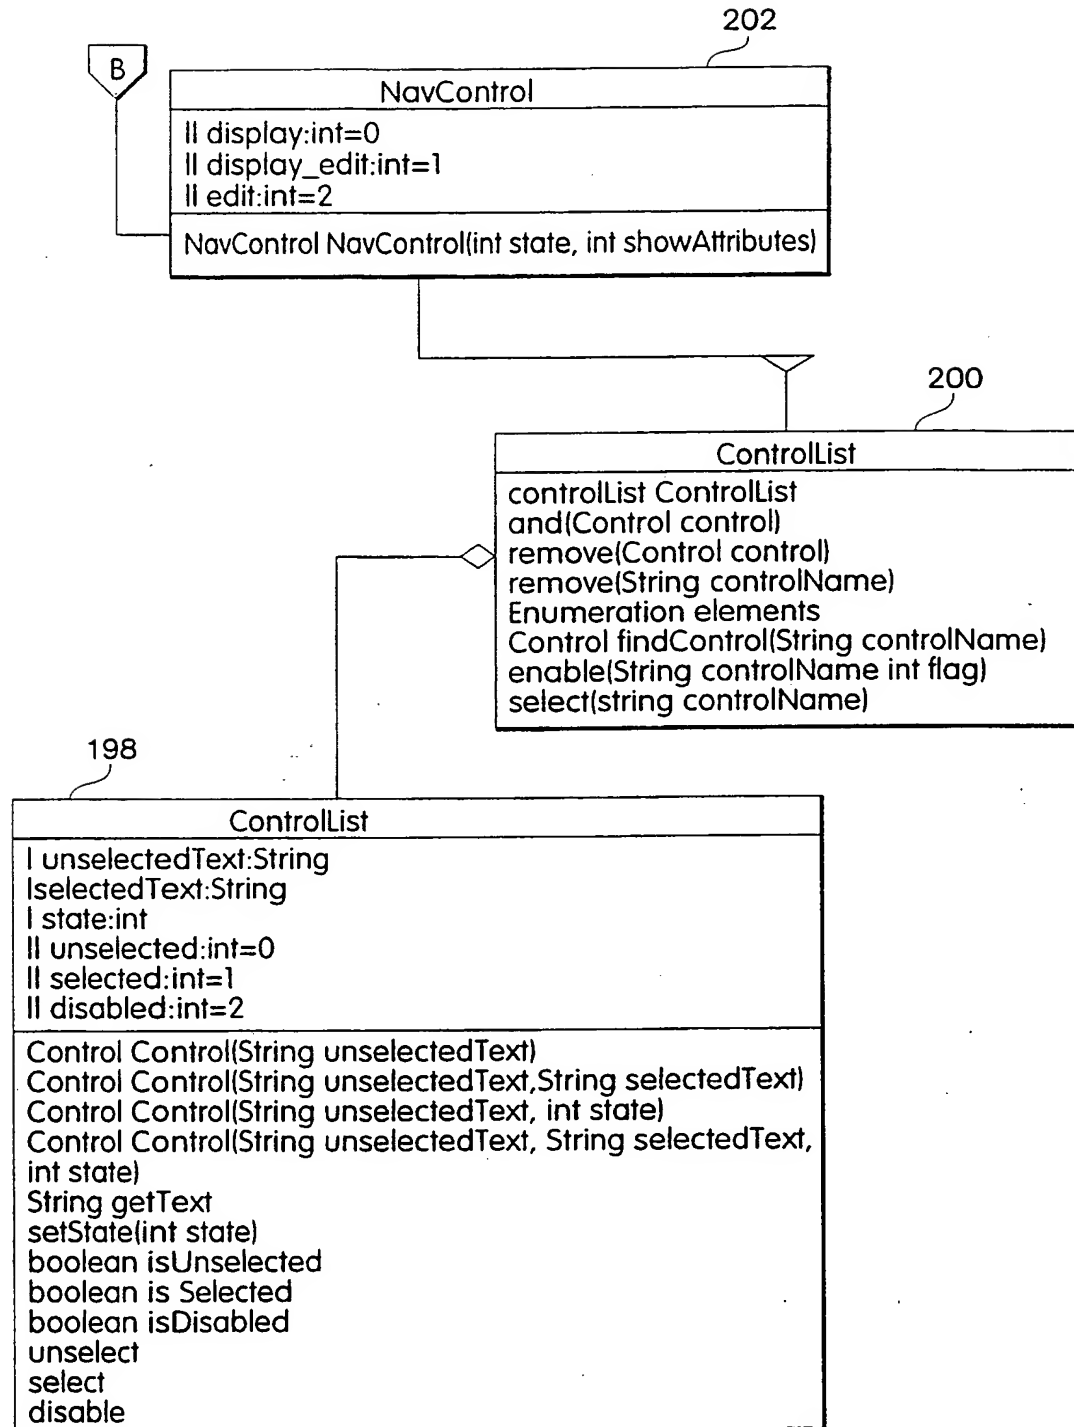 202
B
NavControl
II display:int=0
II display_edit:int=1
II edit:int=2
NavControl NavControl(int state, int showAttributes)
200
ControlList
controlList ControlList
and(Control control)
remove(Control control)
remove(String controlName)
Enumeration elements
Control findControl(String controlName)
enable(String controlName int flag)
select(string controlName)
198
ControlList
I unselectedText:String
IselectedText:String
I state:int
II unselected:int=0
II selected:int=1
II disabled:int=2
Control Control(String unselectedText)
Control Control(String unselectedText,String selectedText)
Control Control(String unselectedText, int state)
Control Control(String unselectedText, String selectedText,
int state)
String getText
setState(int state)
boolean isUnselected
boolean is Selected
boolean isDisabled
unselect
select
disable